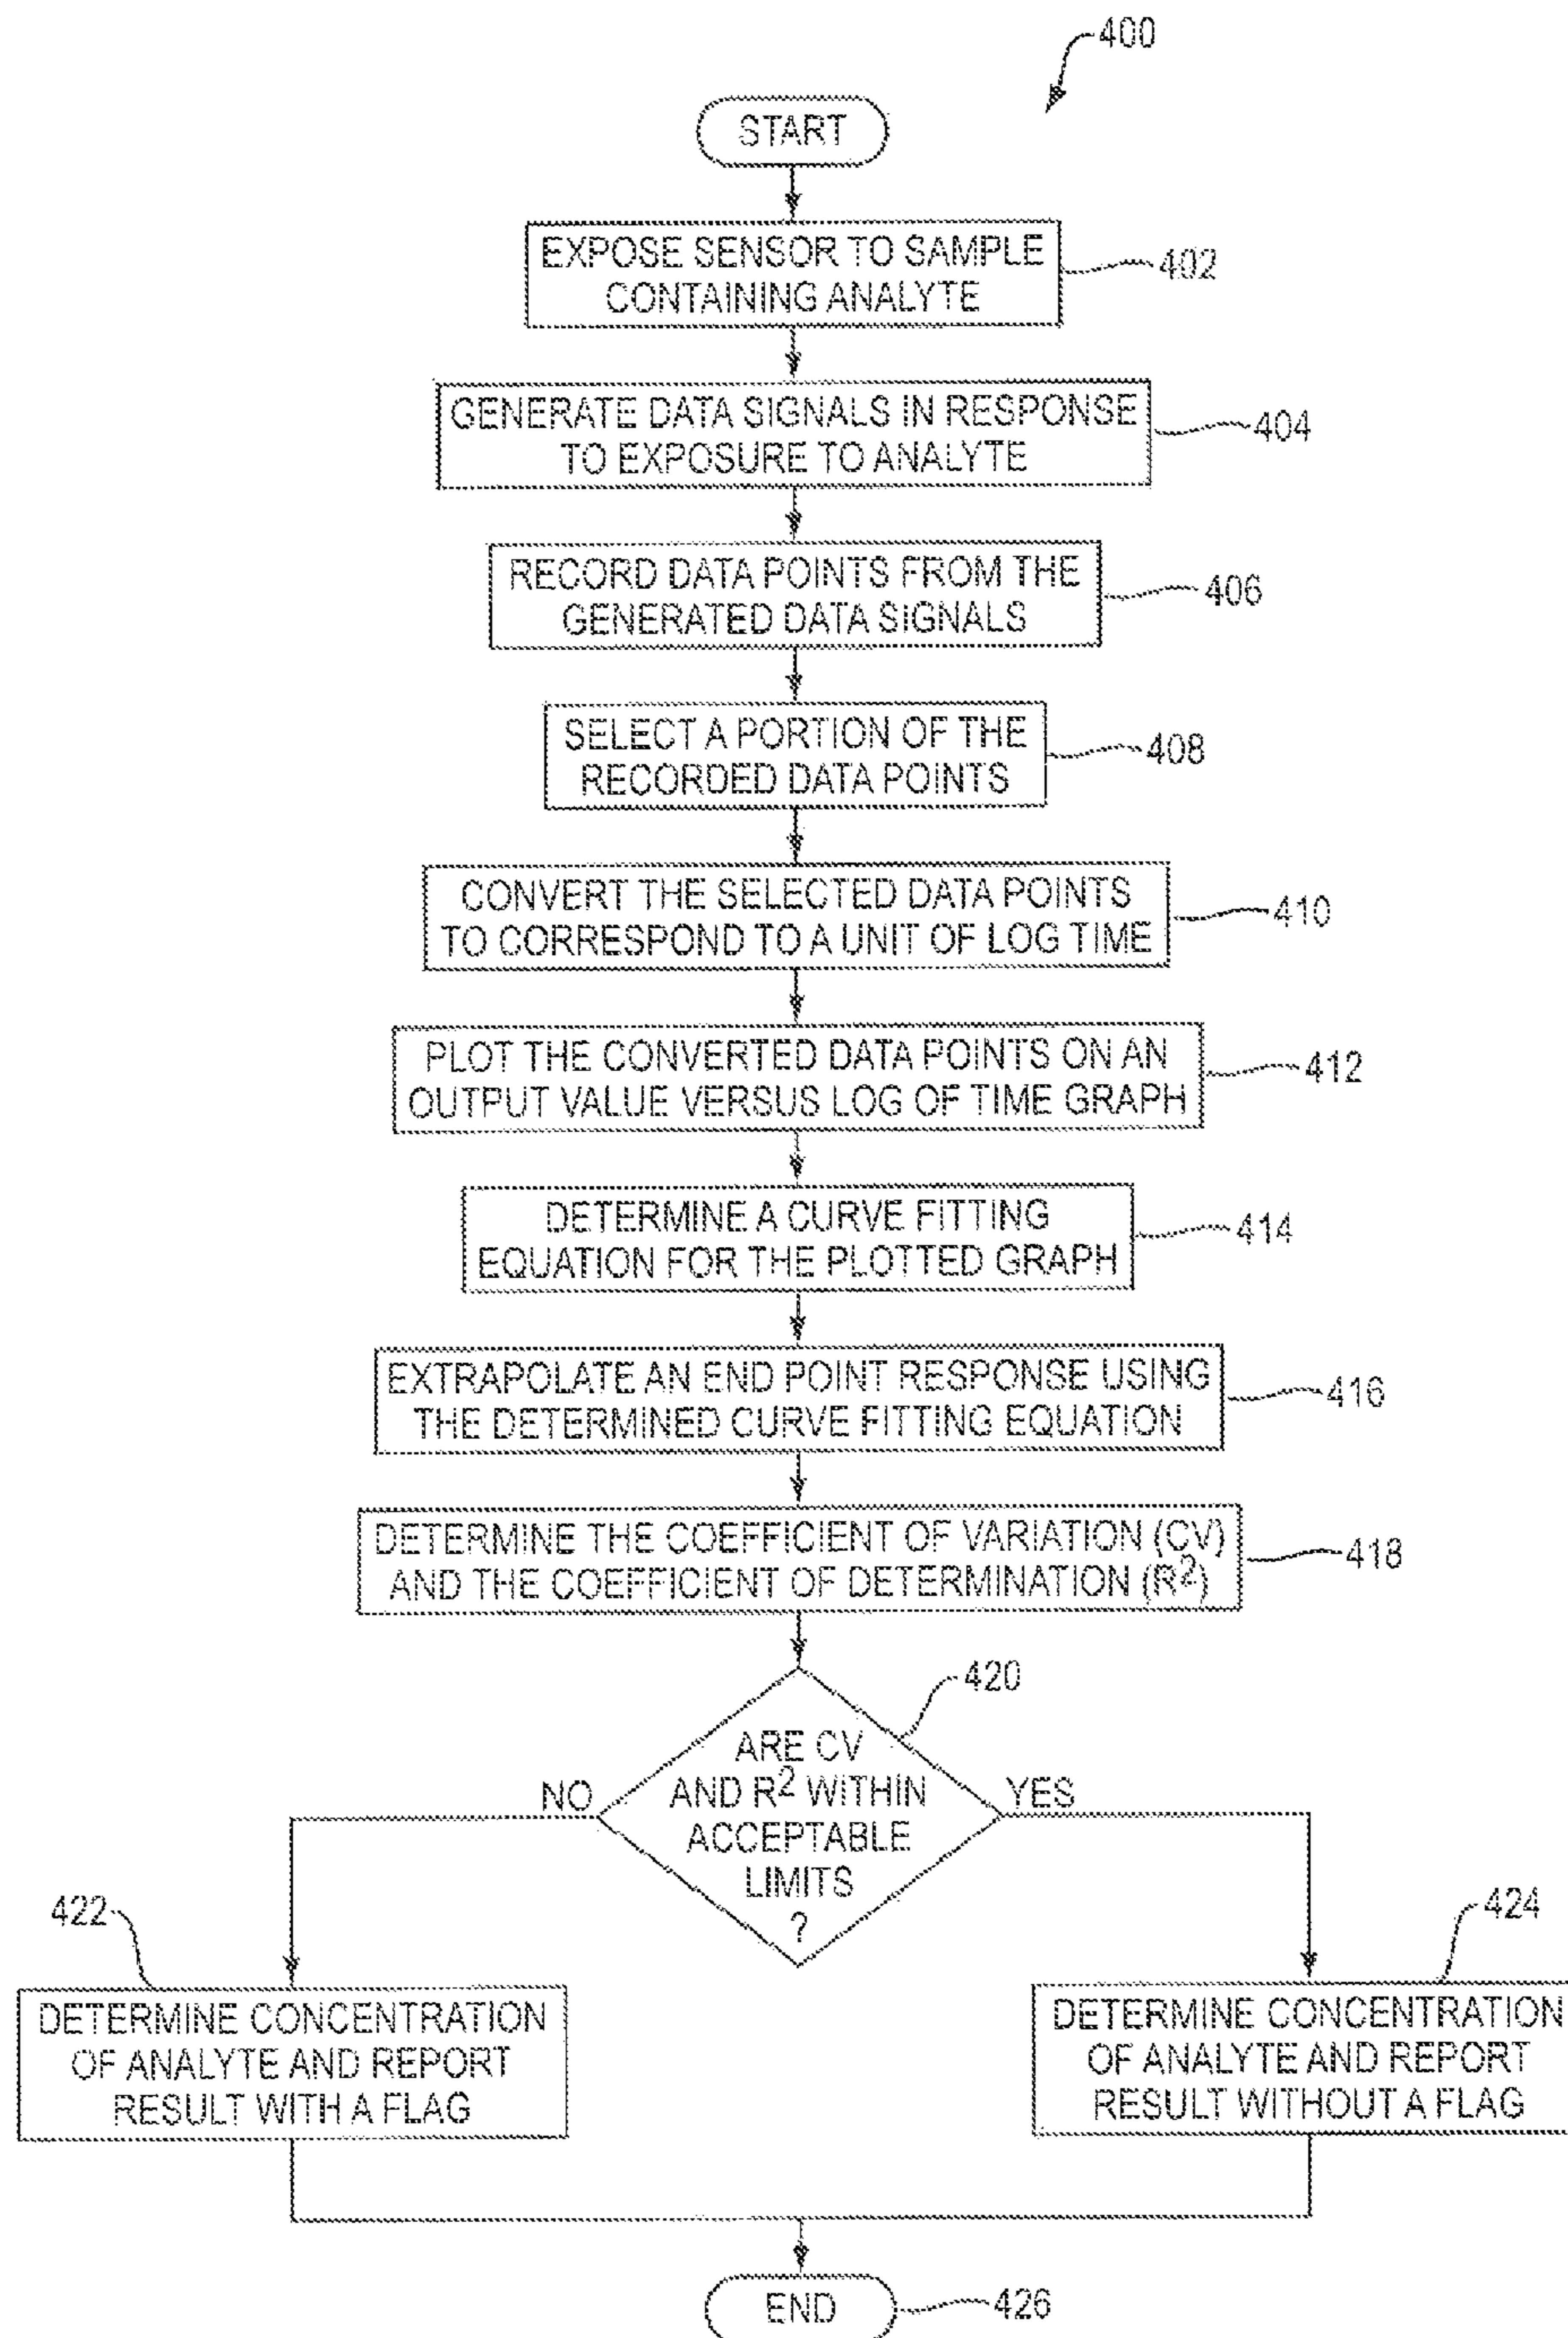 400
START
EXPOSE SENSOR TO SAMPLE
CONTAINING ANALYTE
402
GENERATE DATA SIGNALS IN RESPONSE
TO EXPOSURE TO ANALYTE
404
RECORD DATA POINTS FROM THE
GENERATED DATA SIGNALS
406
SELECT A PORTION OF THE
RECORDED DATA POINTS
408
CONVERT THE SELECTED DATA POINTS
TO CORRESPOND TO A UNIT OF LOG TIME
410
PLOT THE CONVERTED DATA POINTS ON AN
OUTPUT VALUE VERSUS LOG OF TIME GRAPH
412
DETERMINE A CURVE FITTING
EQUATION FOR THE PLOTTED GRAPH
414
EXTRAPOLATE AN END POINT RESPONSE USING
THE DETERMINED CURVE FITTING EQUATION
416
DETERMINE THE COEFFICIENT OF VARIATION (CV)
AND THE COEFFICIENT OF DETERMINATION (R²)
418
420
ARE CV
AND R² WITHIN
ACCEPTABLE
LIMITS
?
NO
YES
422
DETERMINE CONCENTRATION
OF ANALYTE AND REPORT
RESULT WITH A FLAG
424
DETERMINE CONCENTRATION
OF ANALYTE AND REPORT
RESULT WITHOUT A FLAG
END
426